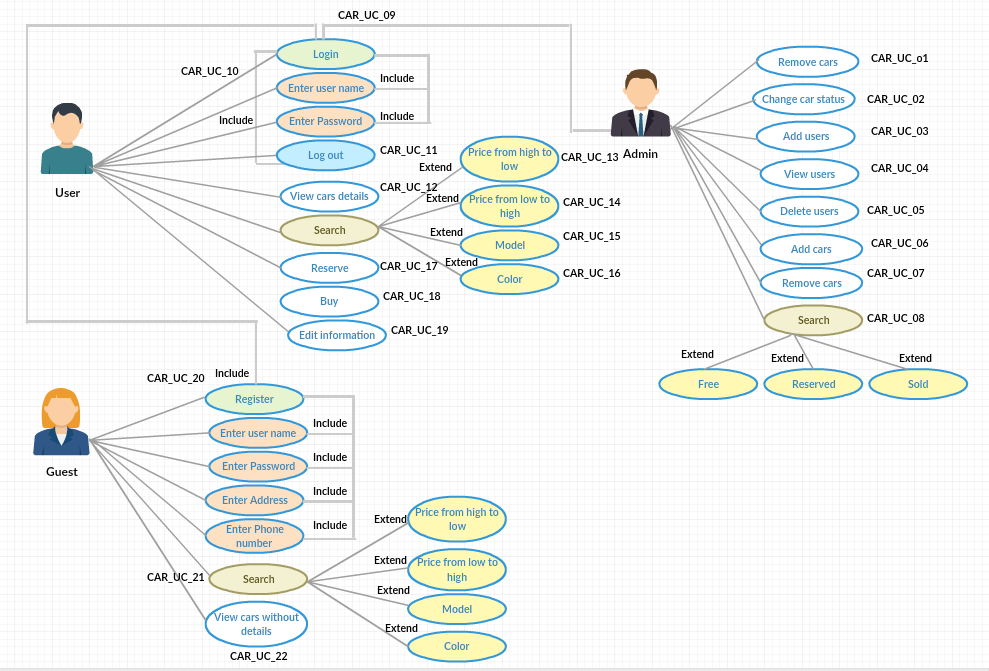 CAR_UC_09
Login
CAR_UC_10
Include
Enter user name
Include
Enter Password
Include
Log out
CAR_UC_11
User
View cars details
CAR_UC_12
Search
Extend
Price from high to
low
CAR_UC_13
Extend
Price from low to
high
CAR_UC_14
Extend
Model
CAR_UC_15
Extend
Color
CAR_UC_16
Reserve
CAR_UC_17
Buy
CAR_UC_18
Edit information
CAR_UC_19
Admin
Remove cars
CAR_UC_o1
Change car status
CAR_UC_02
Add users
CAR_UC_03
View users
CAR_UC_04
Delete users
CAR_UC_05
Add cars
CAR_UC_06
Remove cars
CAR_UC_07
Search
CAR_UC_08
Extend
Extend
Extend
Free
Reserved
Sold
CAR_UC_20
Include
Register
Guest
Include
Enter user name
Include
Enter Password
Include
Enter Address
Include
Enter Phone
number
CAR_UC_21
Search
Extend
Price from high to
low
Extend
Price from low to
high
Extend
Model
Extend
Color
View cars without
details
CAR_UC_22